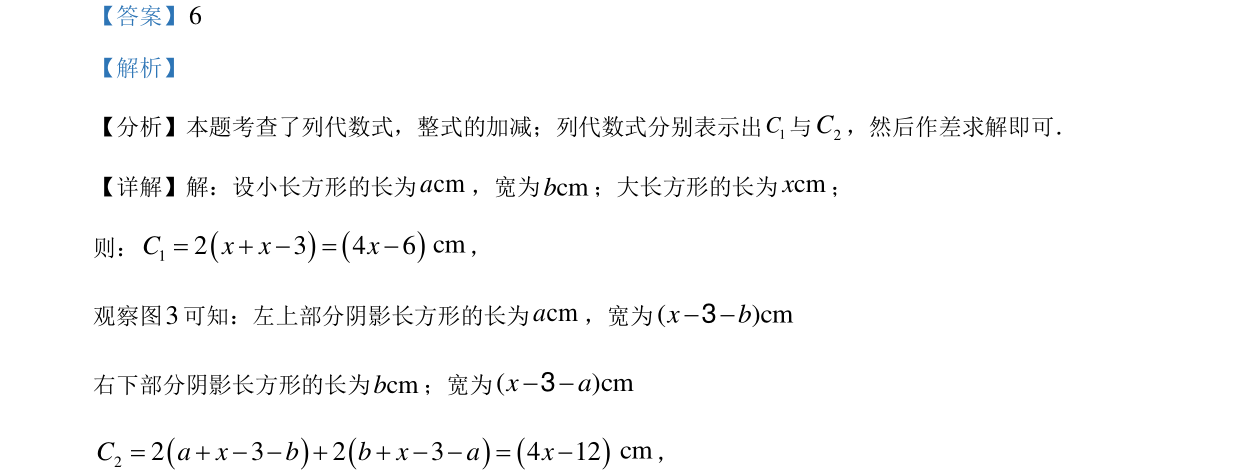 【答案】6
【解析】
【分析】本题考查了列代数式，整式的加减；列代数式分别表示出C₁与C₂，然后作差求解即可．
【详解】解：设小长方形的长为acm，宽为bcm；大长方形的长为xcm；
则：C₁＝2(x+x−3)=(4x−6) cm，
观察图3可知：左上部分阴影长方形的长为acm，宽为(x−3−b)cm
右下部分阴影长方形的长为bcm；宽为(x−3−a)cm
C₂＝2(a+x−3−b)+2(b+x−3−a)=(4x−12) cm，